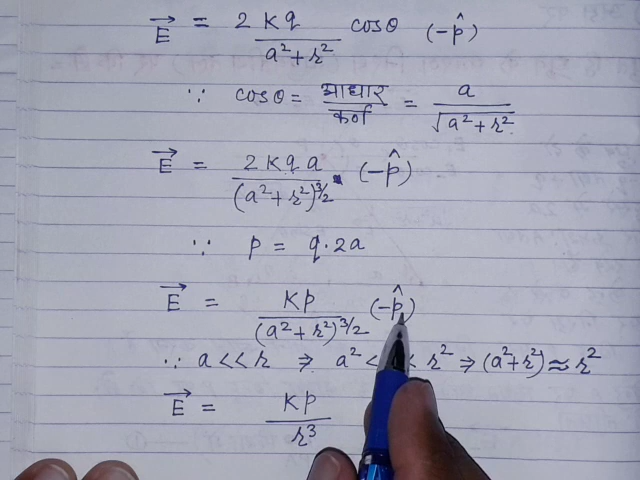 E⃗ = 2Kq/(a²+r²) cosθ (-p̂)
∵ cosθ = आधार/कर्ण = a/√(a²+r²)
E⃗ = 2Kqa/(a²+r²)^3/2 · (-p̂)
∵ p = q·2a
E⃗ = Kp/(a²+r²)^3/2 (-p̂)
∵ a<<r ⇒ a² << r² ⇒ (a²+r²) ≈ r²
E⃗ = Kp/r³